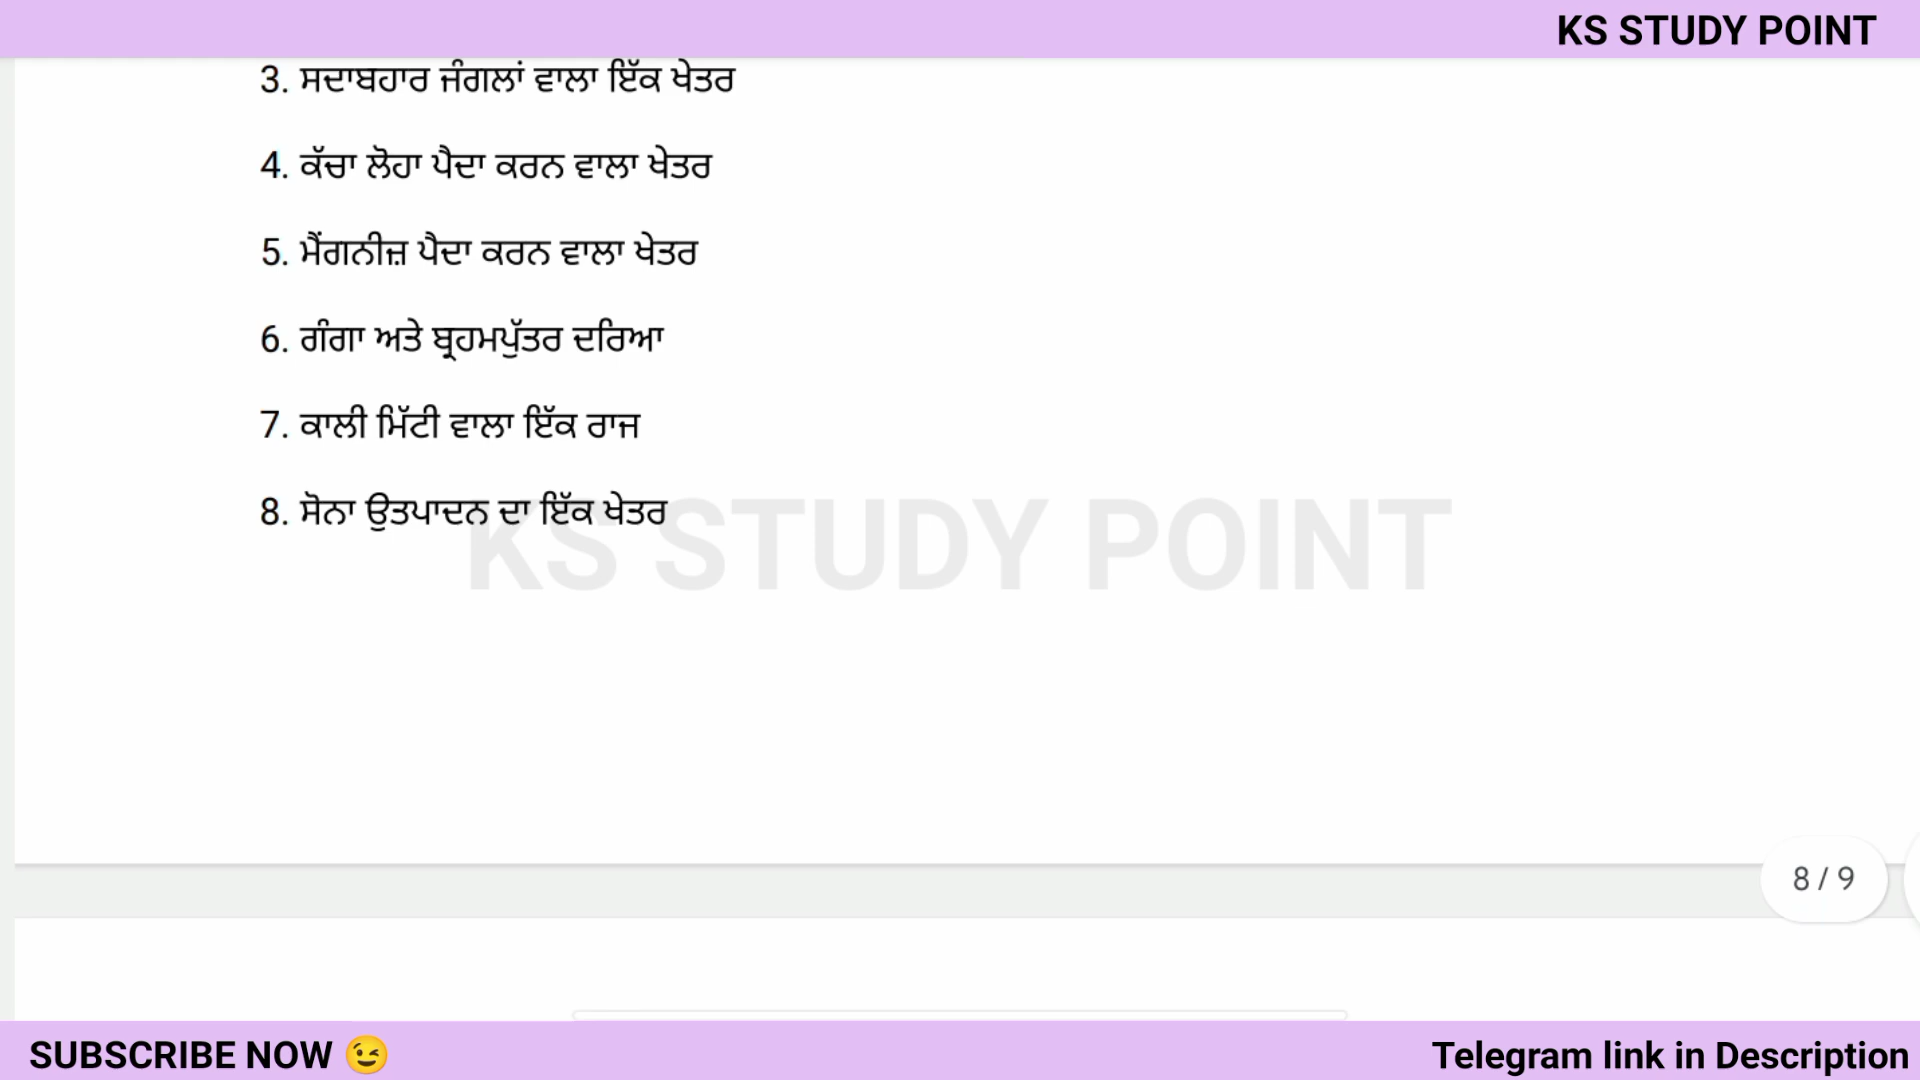 KS STUDY POINT
3. ਸਦਾਬਹਾਰ ਜੰਗਲਾਂ ਵਾਲਾ ਇੱਕ ਖੇਤਰ
4. ਕੱਚਾ ਲੋਹਾ ਪੈਦਾ ਕਰਨ ਵਾਲਾ ਖੇਤਰ
5. ਮੈਂਗਨੀਜ਼ ਪੈਦਾ ਕਰਨ ਵਾਲਾ ਖੇਤਰ
6. ਗੰਗਾ ਅਤੇ ਬ੍ਰਹਮਪੁੱਤਰ ਦਰਿਆ
7. ਕਾਲੀ ਮਿੱਟੀ ਵਾਲਾ ਇੱਕ ਰਾਜ
8. ਸੋਨਾ ਉਤਪਾਦਨ ਦਾ ਇੱਕ ਖੇਤਰ
KS STUDY POINT
8 / 9
SUBSCRIBE NOW 😉
Telegram link in Description